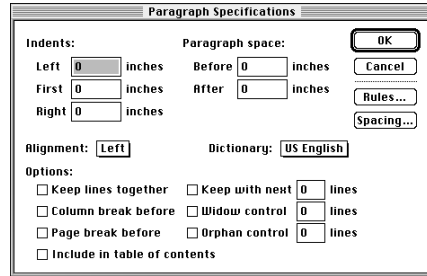 Paragraph Specifications
Indents: Paragraph space: OK
Left 0 inches Before 0 inches Cancel
First 0 inches After 0 inches Rules...
Right 0 inches Spacing...
Alignment: Left Dictionary: US English
Options:
Keep lines together Keep with next 0 lines
Column break before Widow control 0 lines
Page break before Orphan control 0 lines
Include in table of contents